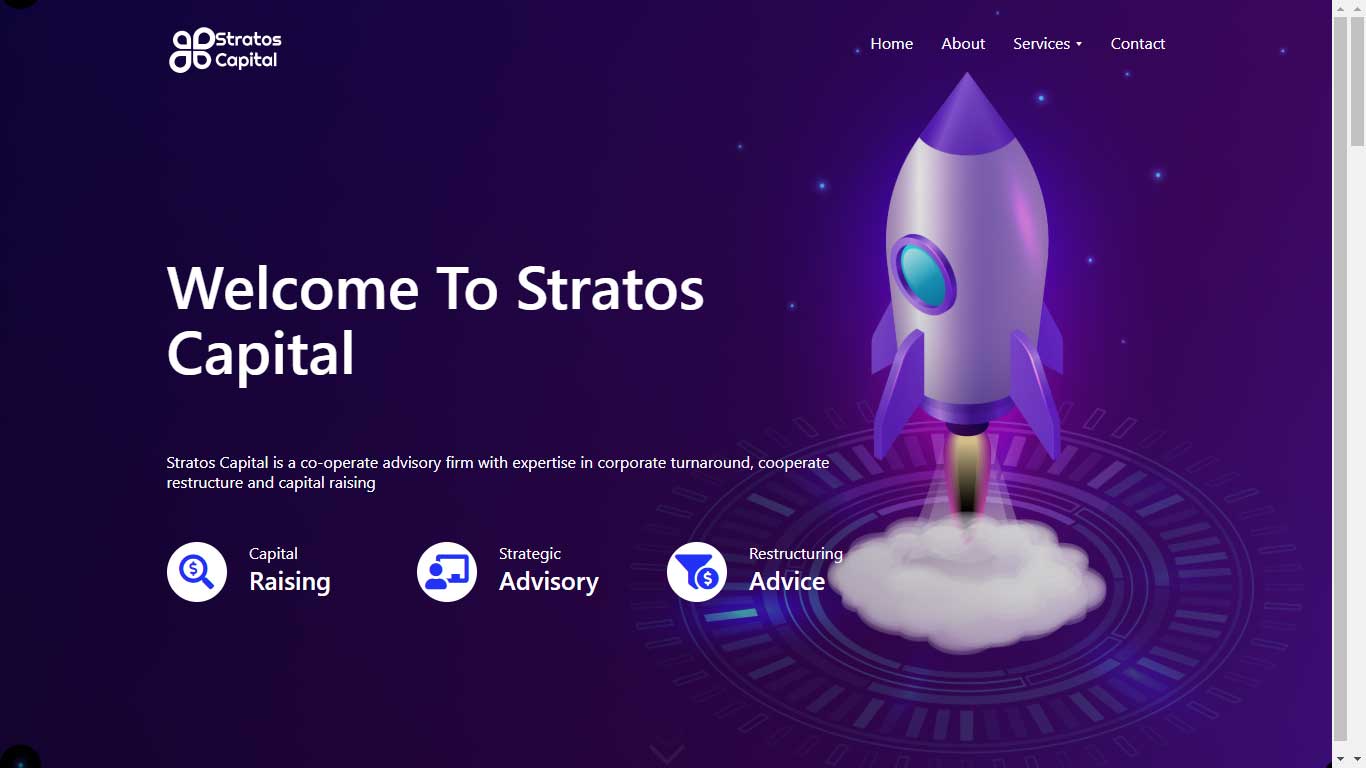 Stratos
Capital
Home About Services Contact
Welcome To Stratos
Capital
Stratos Capital is a co-operate advisory firm with expertise in corporate turnaround, cooperate
restructure and capital raising
Capital
Raising
Strategic
Advisory
Restructuring
Advice